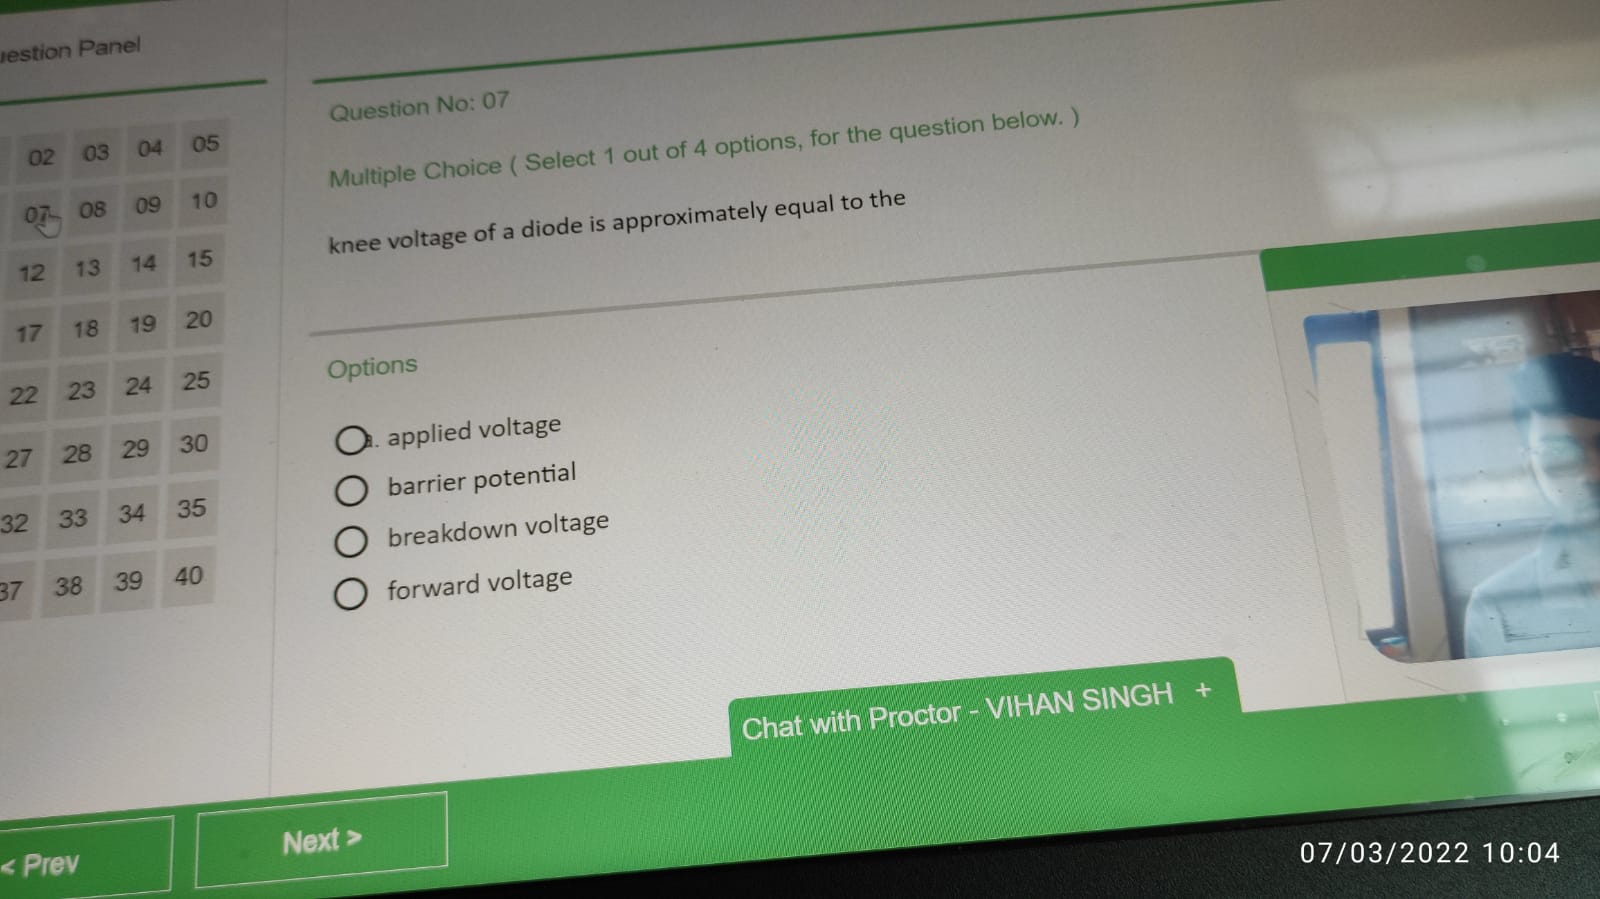 Question Panel
02 03 04 05
07 08 09 10
12 13 14 15
17 18 19 20
22 23 24 25
27 28 29 30
32 33 34 35
37 38 39 40
Question No: 07
Multiple Choice ( Select 1 out of 4 options, for the question below. )
knee voltage of a diode is approximately equal to the
Options
a. applied voltage
barrier potential
breakdown voltage
forward voltage
Chat with Proctor - VIHAN SINGH +
< Prev
Next >
07/03/2022 10:04